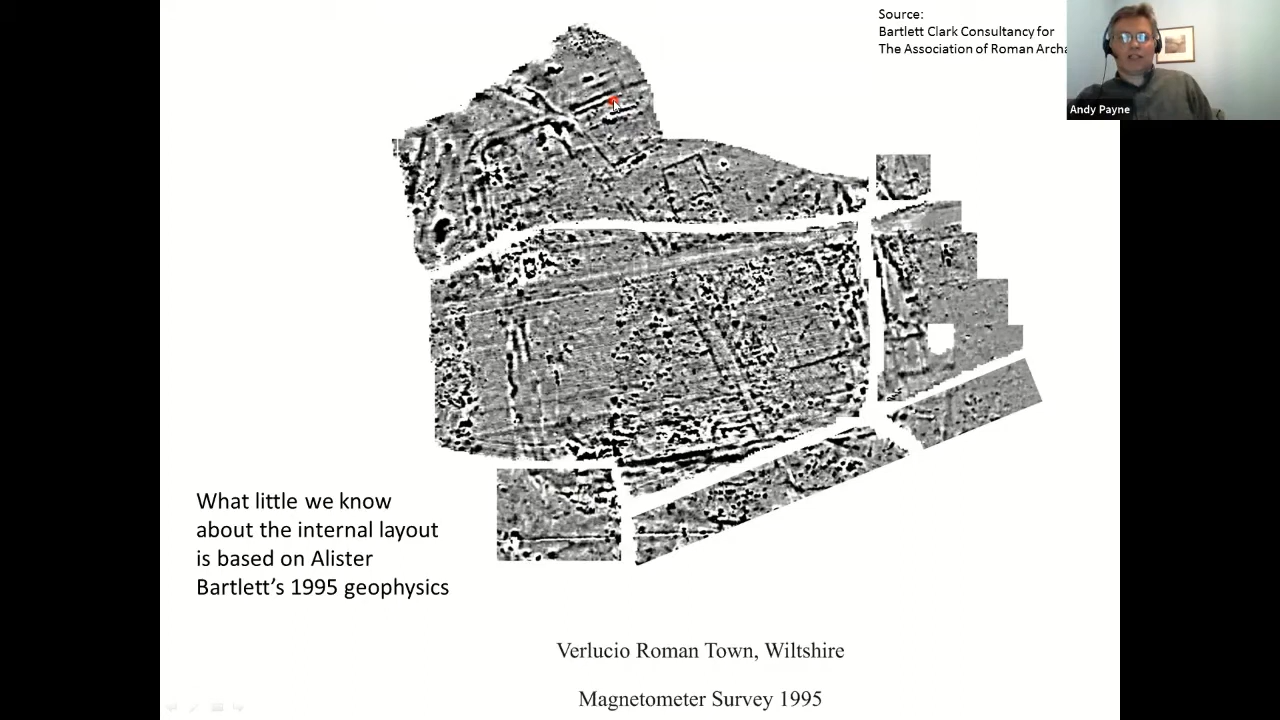 Source:
Bartlett Clark Consultancy for
The Association of Roman Archa
Andy Payne
What little we know
about the internal layout
is based on Alister
Bartlett's 1995 geophysics
Verlucio Roman Town, Wiltshire
Magnetometer Survey 1995